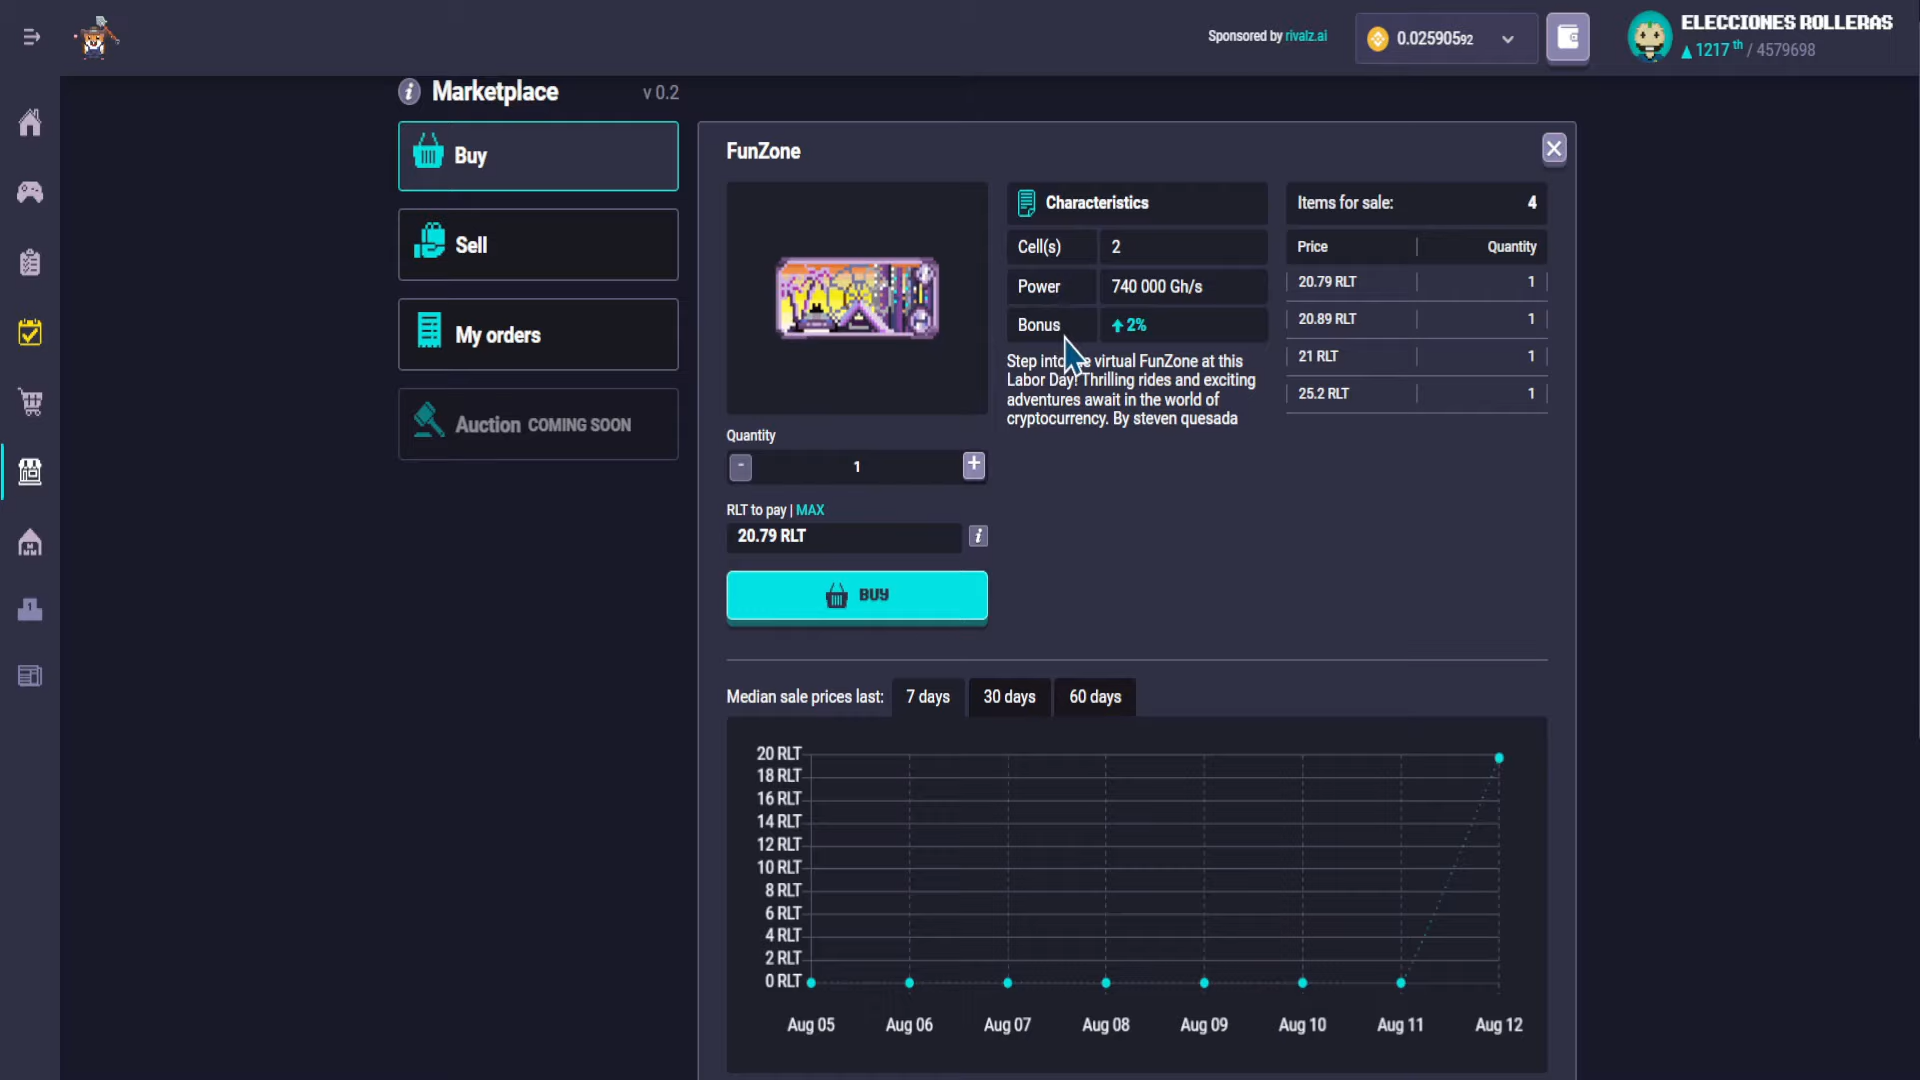 Sponsored by rivalz.ai
0.02590592
ELECCIONES ROLLERAS
1217 th / 4579698
Marketplace
v 0.2
Buy
Sell
My orders
Auction COMING SOON
FunZone
Characteristics
Cell(s) 2
Power 740 000 Gh/s
Bonus 2%
Step into e virtual FunZone at this
Labor Day! Thrilling rides and exciting
adventures await in the world of
cryptocurrency. By steven quesada
Items for sale: 4
Price Quantity
20.79 RLT 1
20.89 RLT 1
21 RLT 1
25.2 RLT 1
Quantity
- 1 +
RLT to pay | MAX
20.79 RLT
BUY
Median sale prices last: 7 days 30 days 60 days
20 RLT
18 RLT
16 RLT
14 RLT
12 RLT
10 RLT
8 RLT
6 RLT
4 RLT
2 RLT
0 RLT
Aug 05 Aug 06 Aug 07 Aug 08 Aug 09 Aug 10 Aug 11 Aug 12